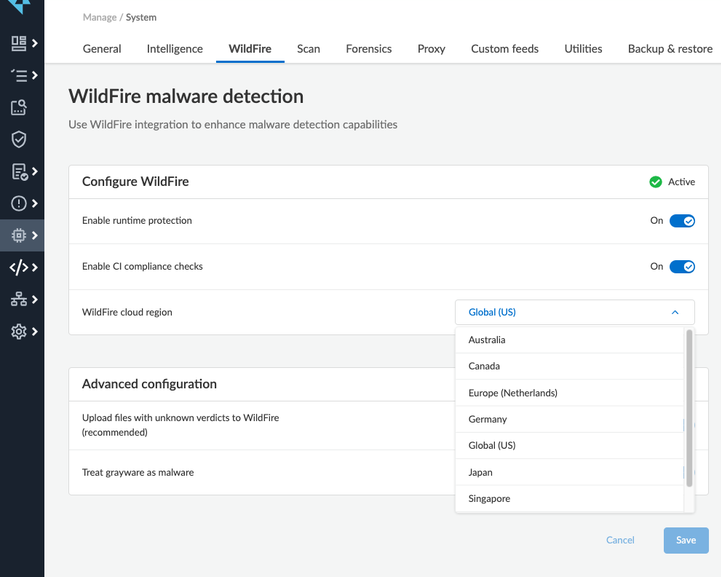 Manage / System
General Intelligence WildFire Scan Forensics Proxy Custom feeds Utilities Backup & restore
WildFire malware detection
Use WildFire integration to enhance malware detection capabilities
Configure WildFire Active
Enable runtime protection On
Enable CI compliance checks On
WildFire cloud region Global (US)
Australia
Canada
Europe (Netherlands)
Germany
Global (US)
Japan
Singapore
Advanced configuration
Upload files with unknown verdicts to WildFire
(recommended)
Treat grayware as malware
Cancel Save